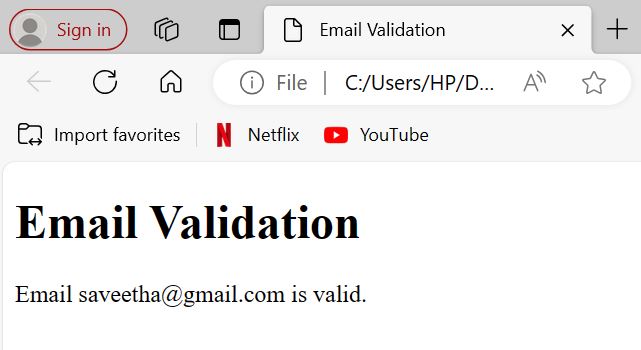 Sign in Email Validation
File | C:/Users/HP/D...
Import favorites Netflix YouTube
Email Validation
Email saveetha@gmail.com is valid.